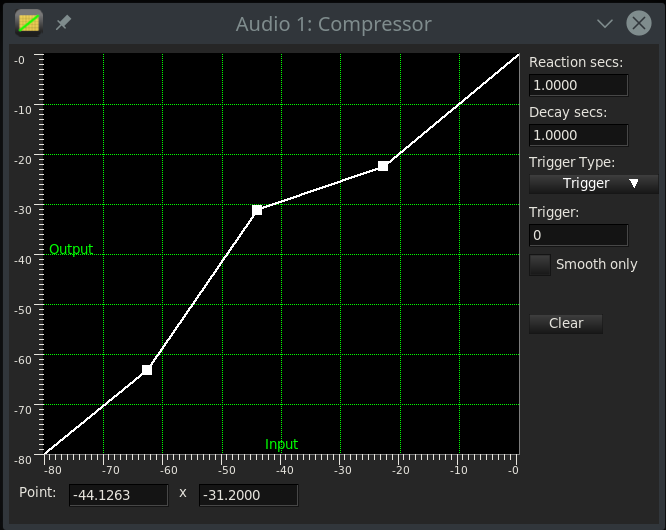 Audio 1: Compressor
-0
-10
-20
-30
-40
-50
-60
-70
-80
Output
Input
-80 -70 -60 -50 -40 -30 -20 -10 -0
Point: -44.1263 x -31.2000
Reaction secs:
1.0000
Decay secs:
1.0000
Trigger Type:
Trigger
Trigger:
0
Smooth only
Clear